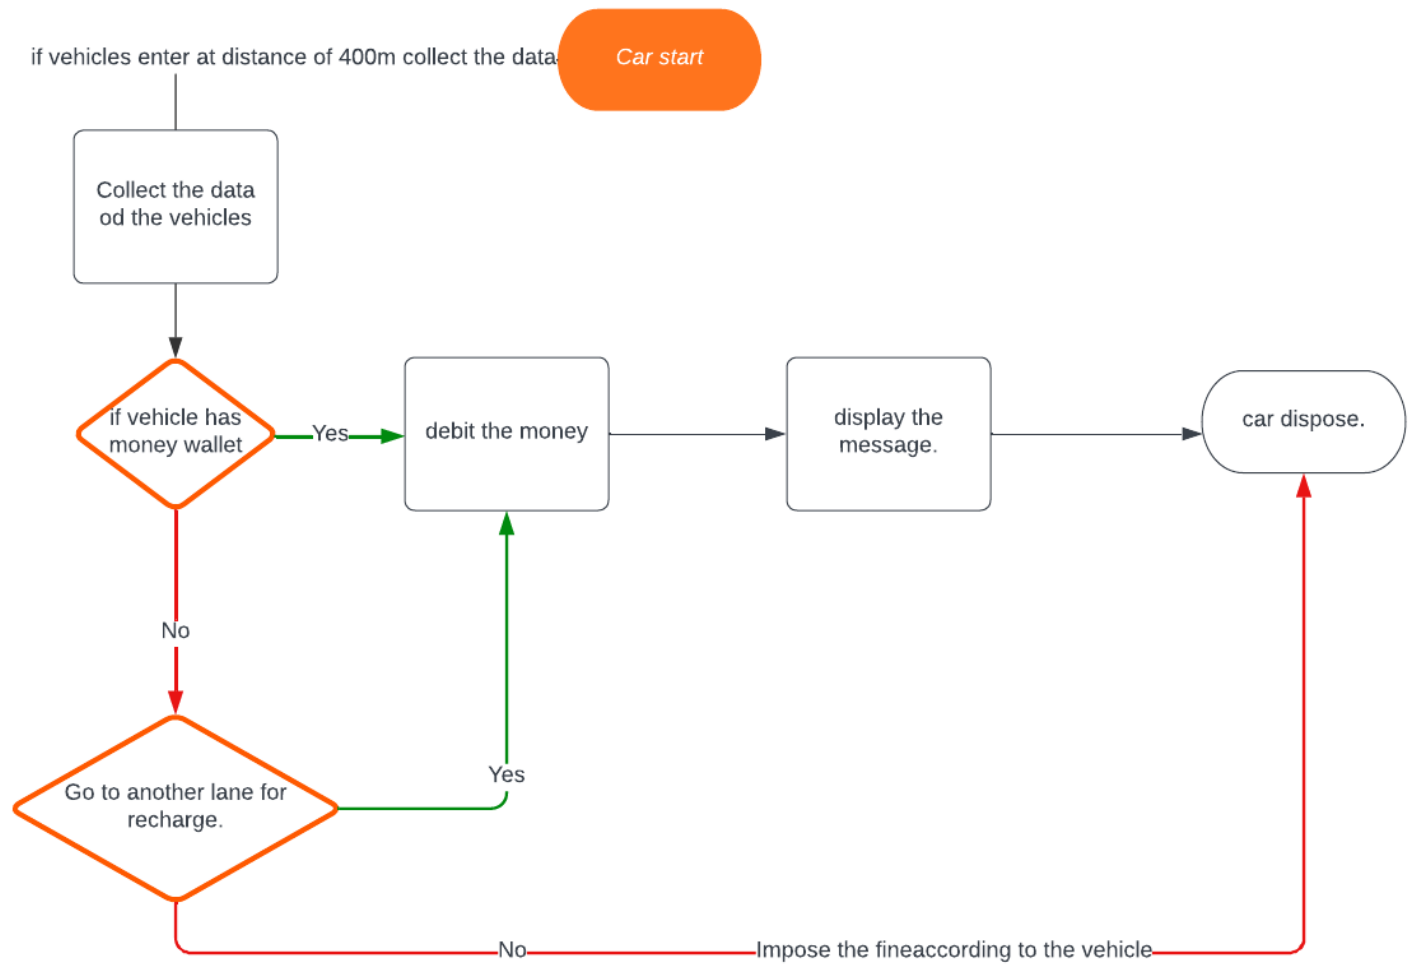 if vehicles enter at distance of 400m collect the data
Car start
Collect the data
od the vehicles
if vehicle has
money wallet
Yes
debit the money
display the
message.
car dispose.
No
Go to another lane for
recharge.
Yes
No
Impose the fineaccording to the vehicle